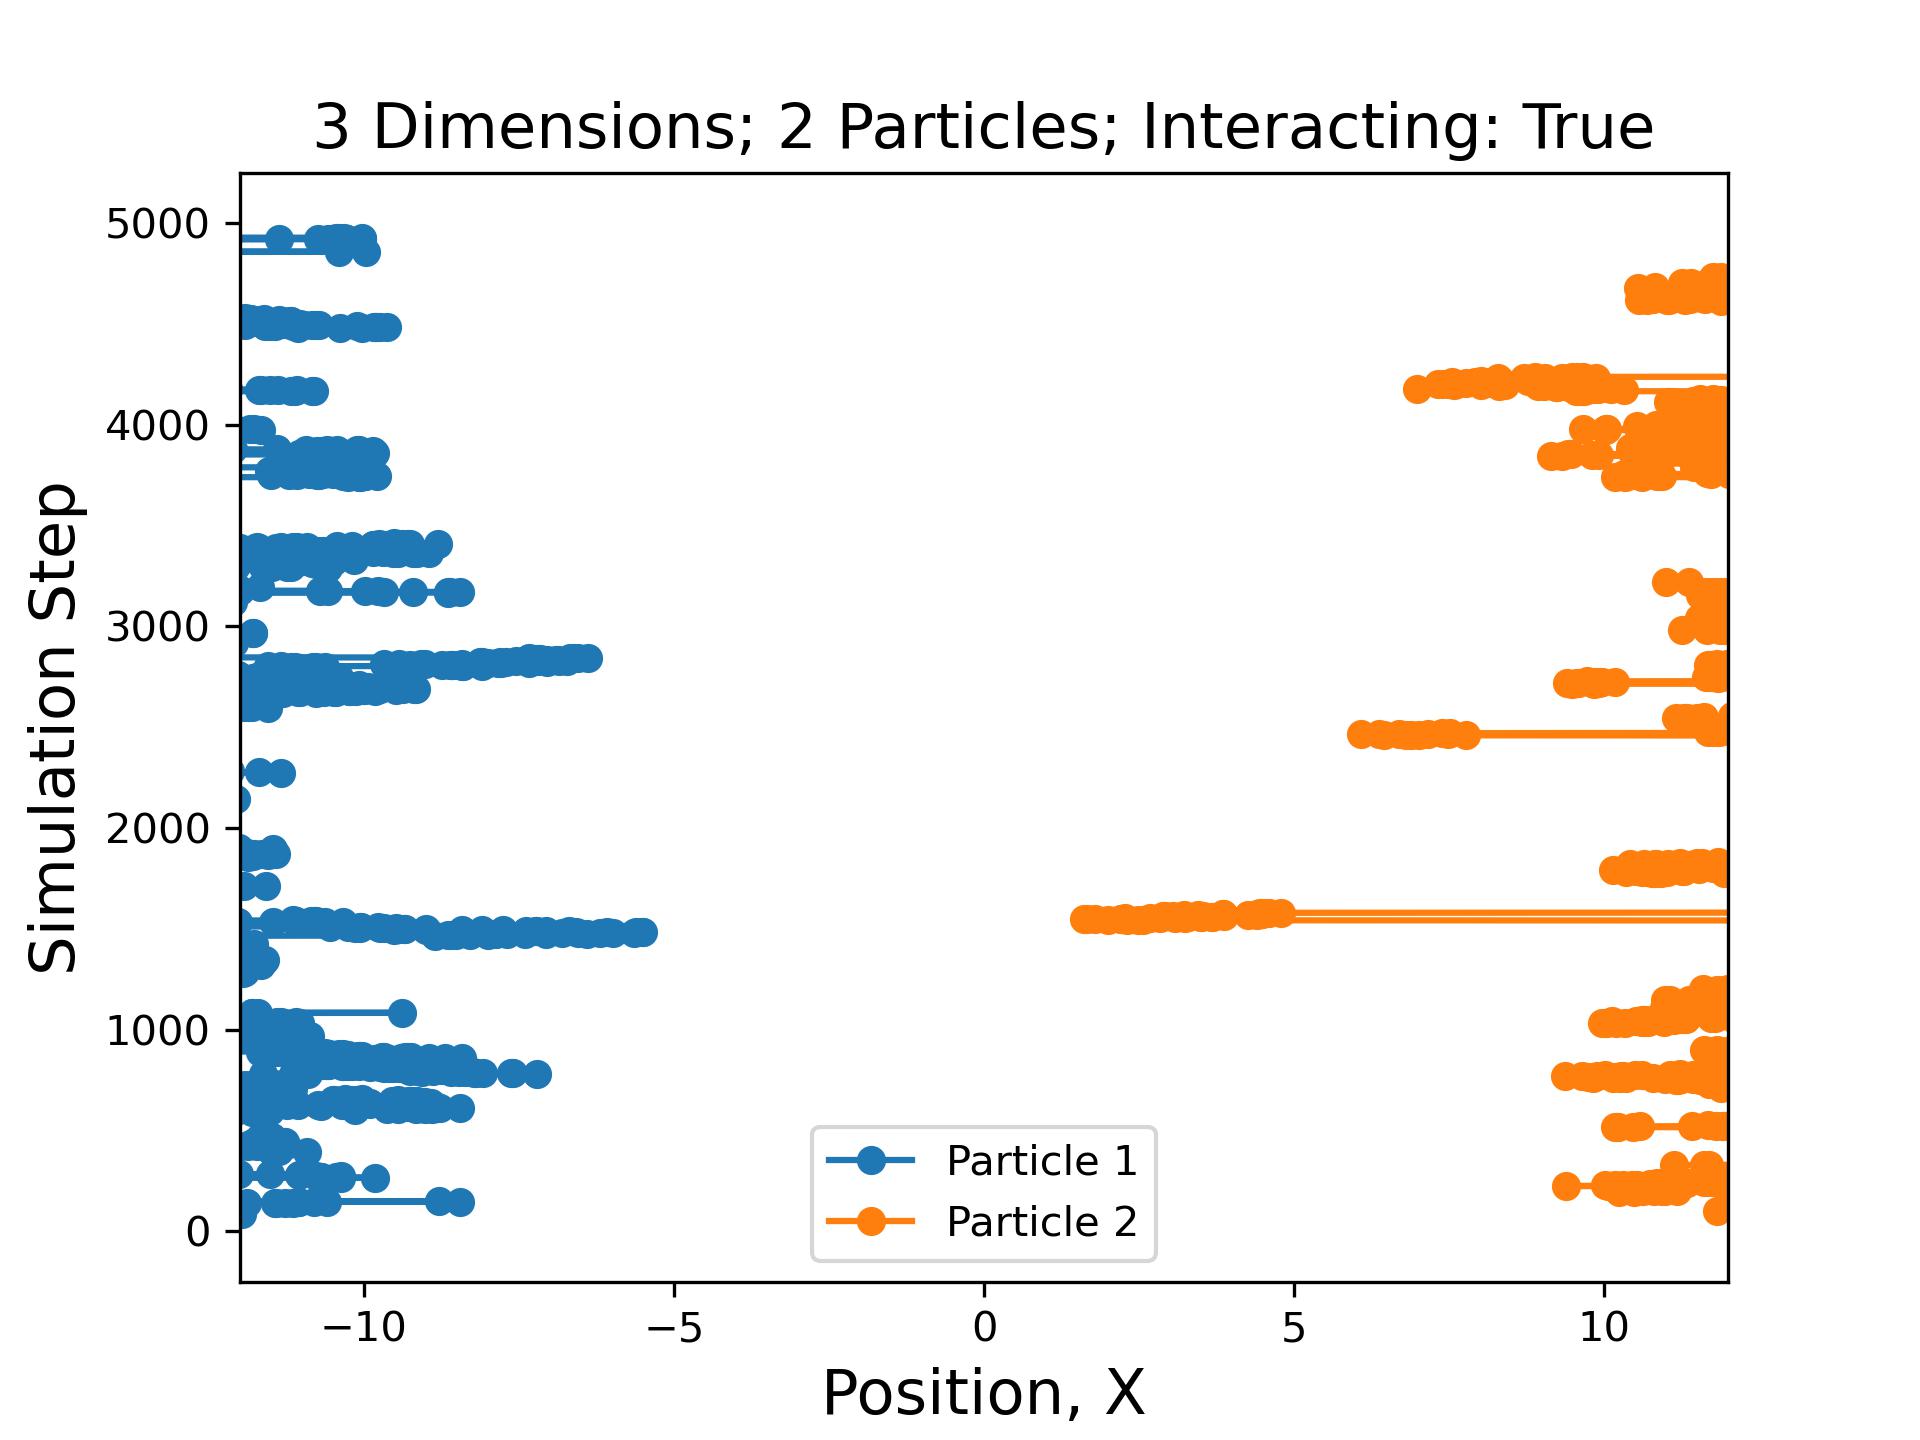 3 Dimensions; 2 Particles; Interacting: True
Simulation Step
5000
4000
3000
2000
1000
0
Particle 1
Particle 2
−10
−5
0
5
10
Position, X